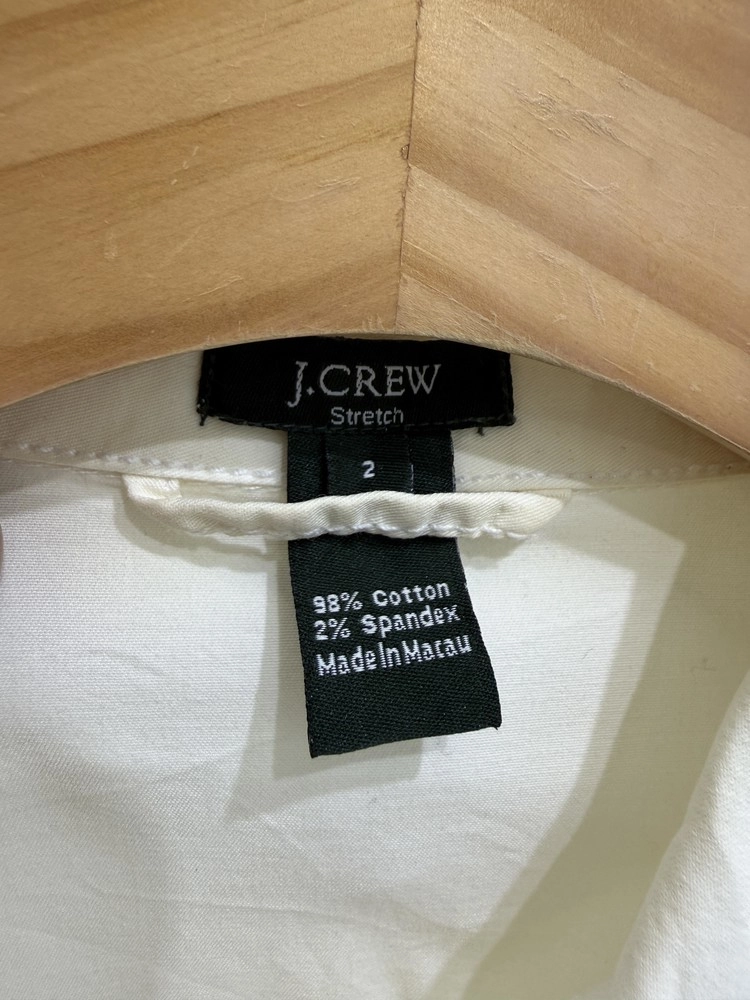 J.CREW
Stretch
2
98% Cotton
2% Spandex
Made In Macau